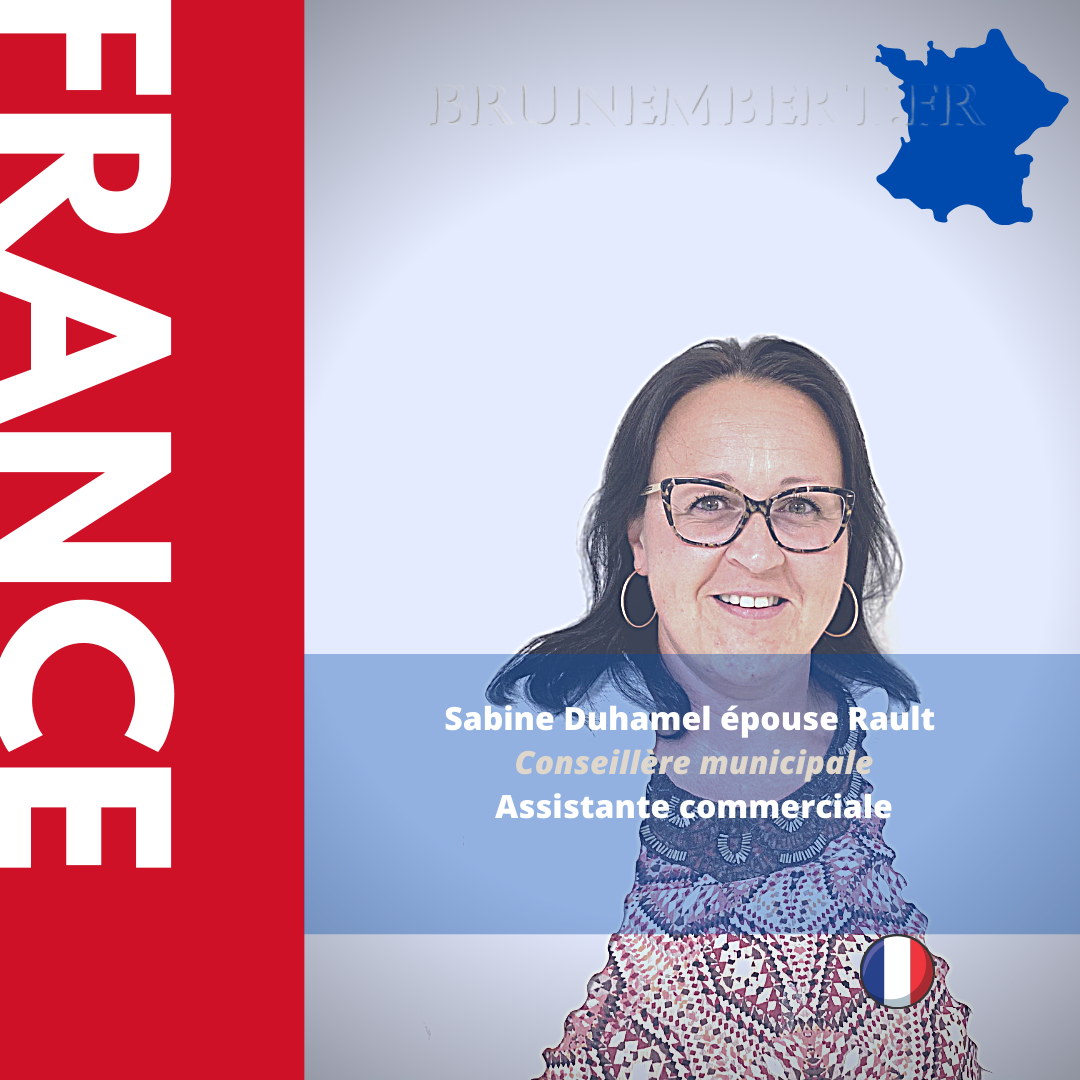 FRANCE
BRUNEMBERT.FR
Sabine Duhamel épouse Rault
Conseillère municipale
Assistante commerciale